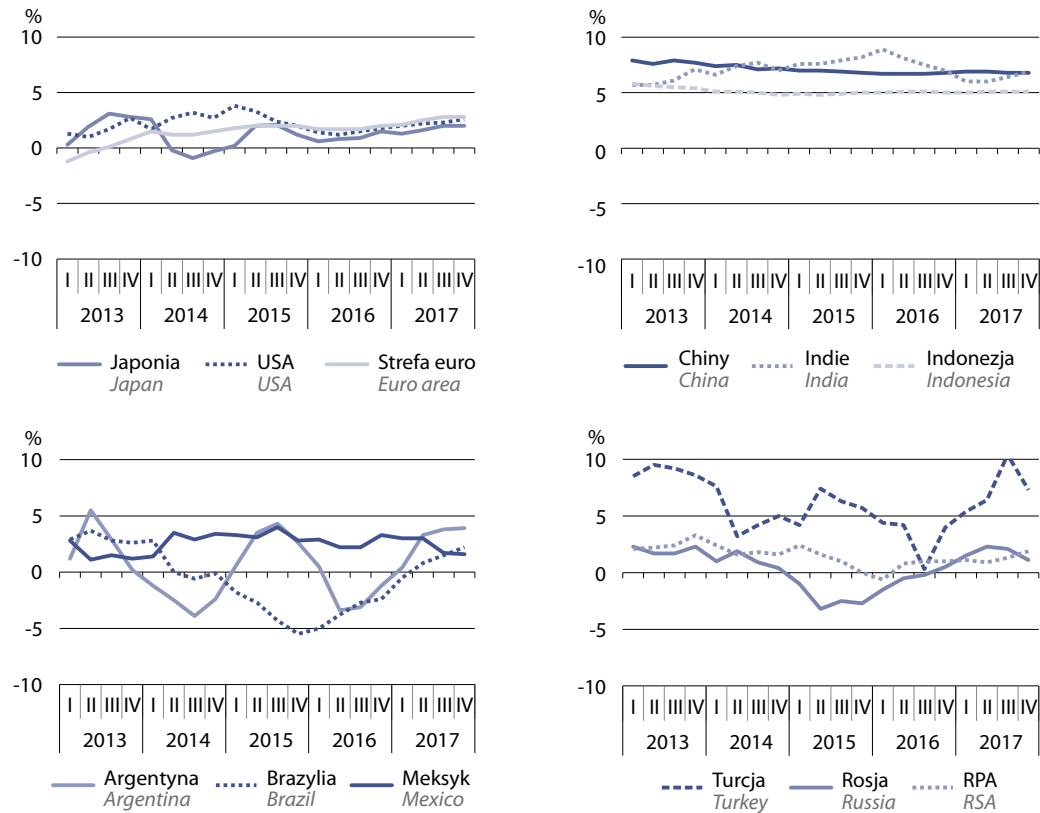 %
10
5
0
-5
-10
I II III IV I II III IV I II III IV I II III IV I II III IV
2013 2014 2015 2016 2017
Japonia USA Strefa euro
Japan USA Euro area
%
10
5
0
-5
-10
I II III IV I II III IV I II III IV I II III IV I II III IV
2013 2014 2015 2016 2017
Chiny Indie Indonezja
China India Indonesia
%
10
5
0
-5
-10
I II III IV I II III IV I II III IV I II III IV I II III IV
2013 2014 2015 2016 2017
Argentyna Brazylia Meksyk
Argentina Brazil Mexico
%
10
5
0
-5
-10
I II III IV I II III IV I II III IV I II III IV I II III IV
2013 2014 2015 2016 2017
Turcja Rosja RPA
Turkey Russia RSA